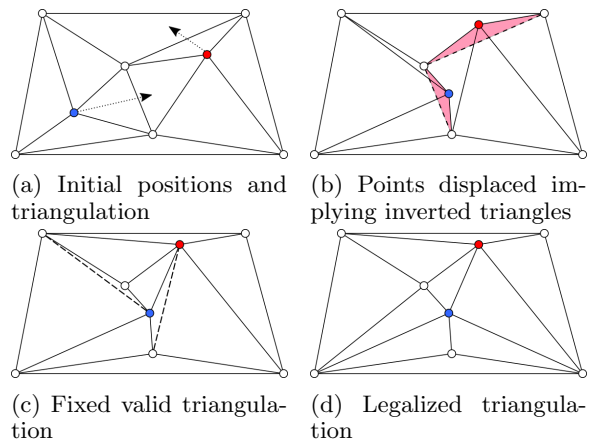 (a) Initial positions and
triangulation
(b) Points displaced im-
plying inverted triangles
(c) Fixed valid triangula-
tion
(d) Legalized triangula-
tion